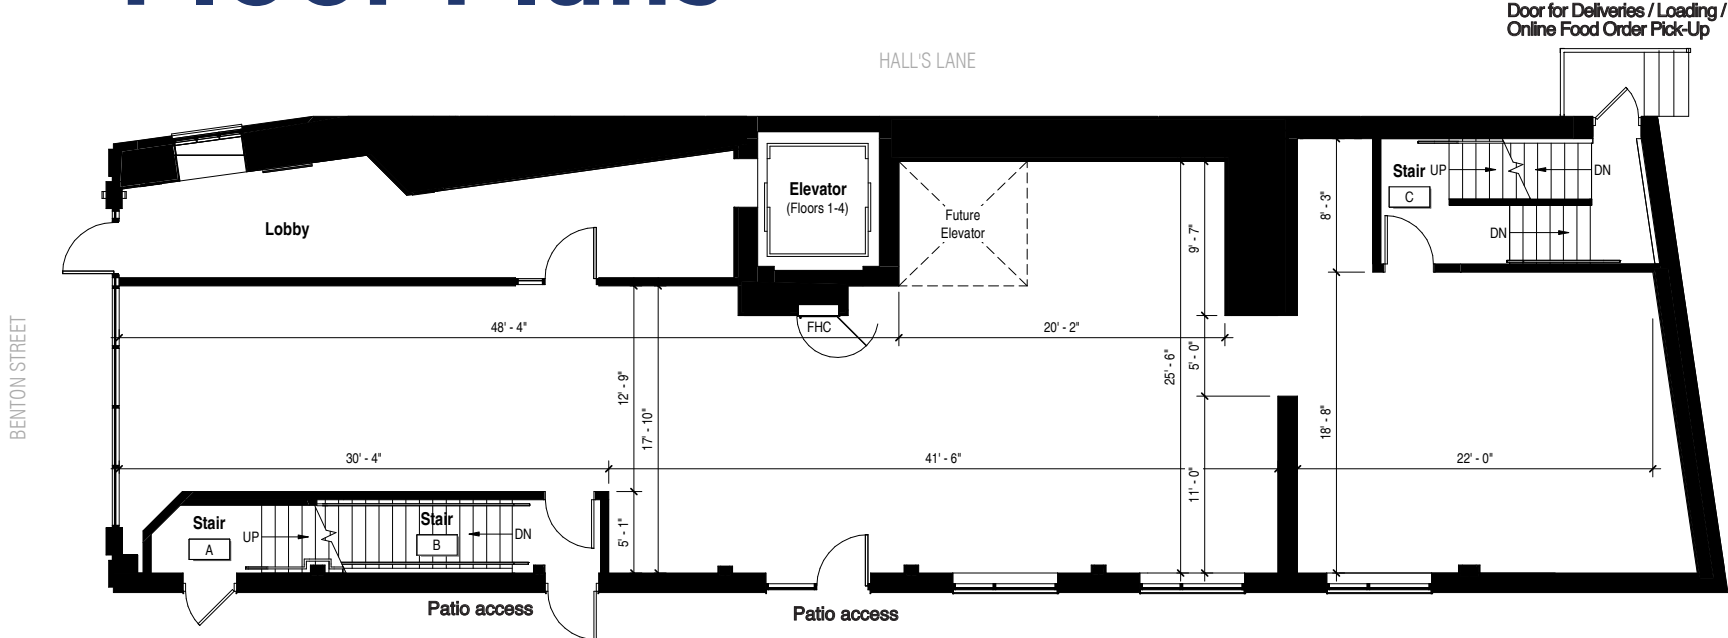 Floor Plans
Door for Deliveries / Loading /
Online Food Order Pick-Up
HALL'S LANE
BENTON STREET
Lobby
Elevator
(Floors 1-4)
Future
Elevator
Stair
C
UP
DN
DN
8' - 3"
9' - 7"
FHC
48' - 4"
20' - 2"
5' - 0"
25' - 6"
12' - 9"
17' - 10"
18' - 8"
30' - 4"
41' - 6"
22' - 0"
11' - 0"
5' - 1"
Stair
A
UP
Stair
B
DN
Patio access
Patio access